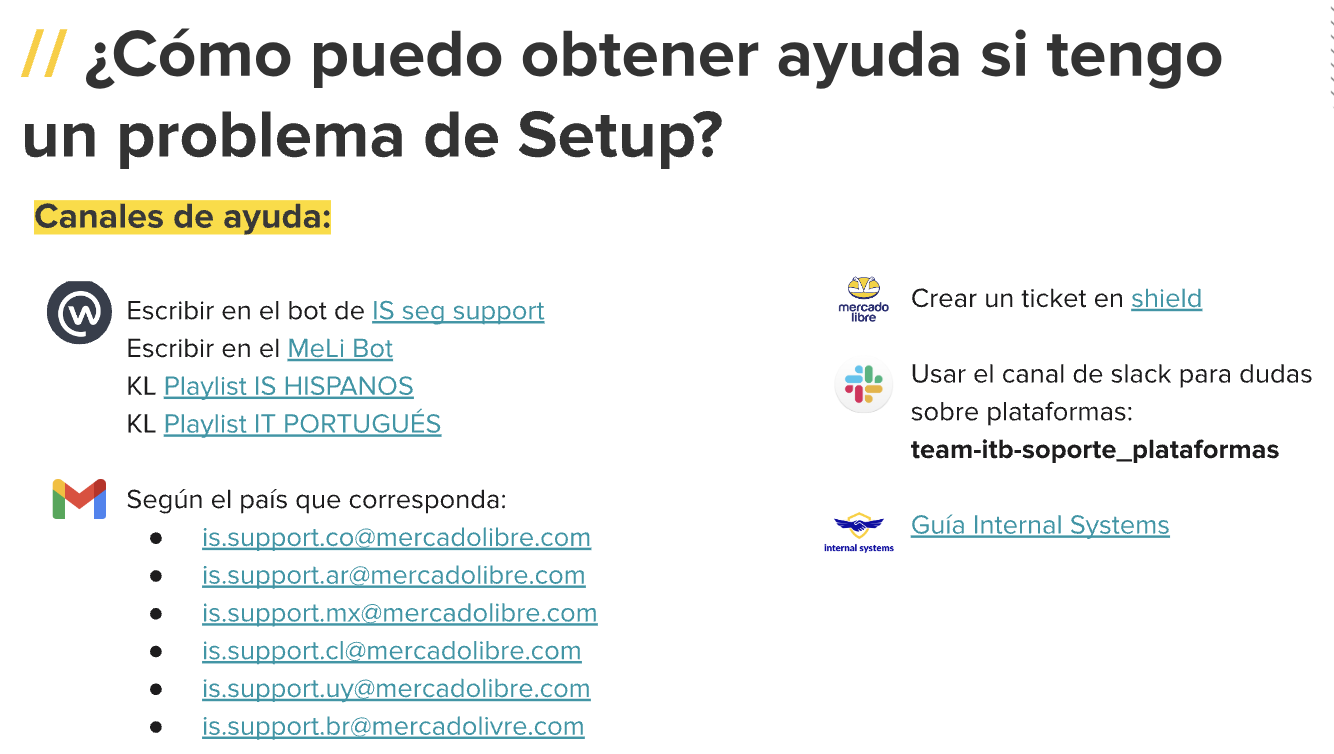 // ¿Cómo puedo obtener ayuda si tengo
un problema de Setup?
Canales de ayuda:
Escribir en el bot de IS seg support
Escribir en el MeLi Bot
KL Playlist IS HISPANOS
KL Playlist IT PORTUGUÉS
Según el país que corresponda:
● is.support.co@mercadolibre.com
● is.support.ar@mercadolibre.com
● is.support.mx@mercadolibre.com
● is.support.cl@mercadolibre.com
● is.support.uy@mercadolibre.com
● is.support.br@mercadolivre.com
mercado
libre
Crear un ticket en shield
Usar el canal de slack para dudas
sobre plataformas:
team-itb-soporte_plataformas
internal systems
Guía Internal Systems